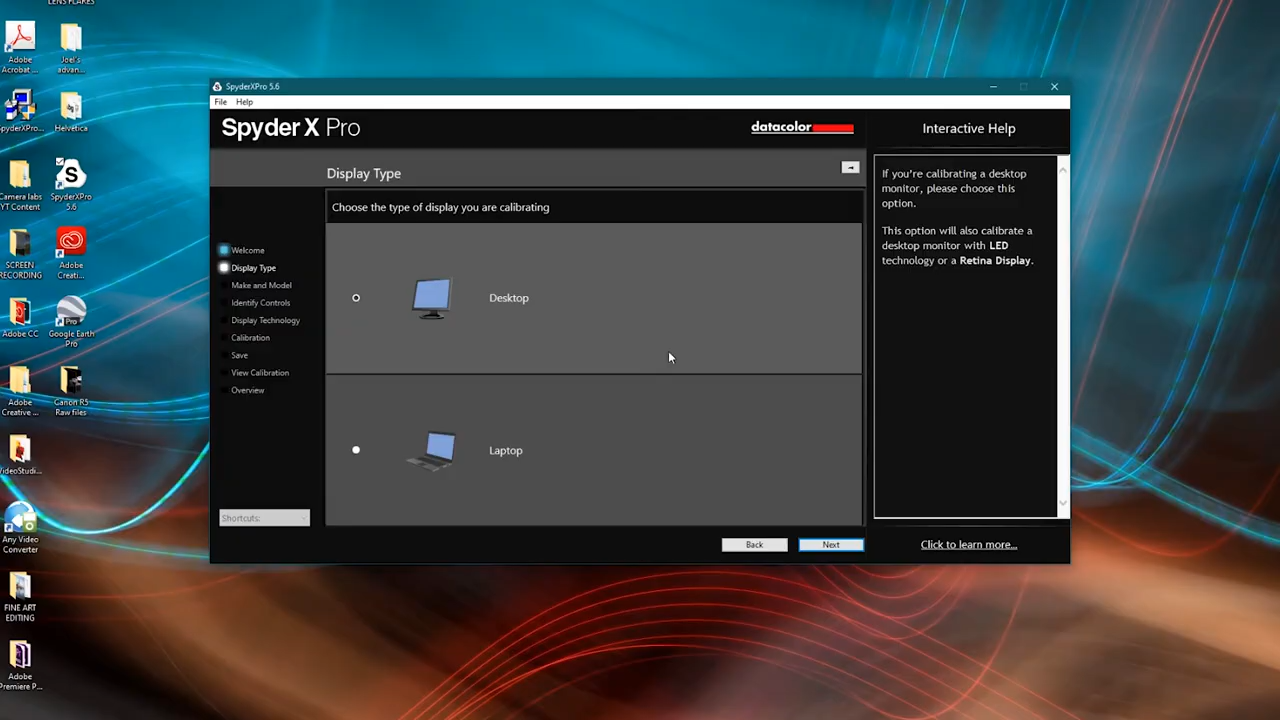 LENS FLARES
Adobe
Acrobat ...
Joel's
advan...
SpyderXPro...
Helvetica
Camera labs
YT Content
SpyderXPro
5.6
SCREEN
RECORDING
Adobe
Creati...
Adobe CC
Google Earth
Pro
Adobe
Creative ...
Canon R5
Raw files
VideoStudi...
Any Video
Converter
FINE ART
EDITING
Adobe
Premiere P...
SpyderXPro 5.6
File Help
Spyder X Pro
datacolor
Display Type
Choose the type of display you are calibrating
Welcome
Display Type
Make and Model
Identify Controls
Display Technology
Calibration
Save
View Calibration
Overview
Shortcuts:
Desktop
Laptop
Back
Next
Interactive Help
If you're calibrating a desktop
monitor, please choose this
option.
This option will also calibrate a
desktop monitor with LED
technology or a Retina Display.
Click to learn more...